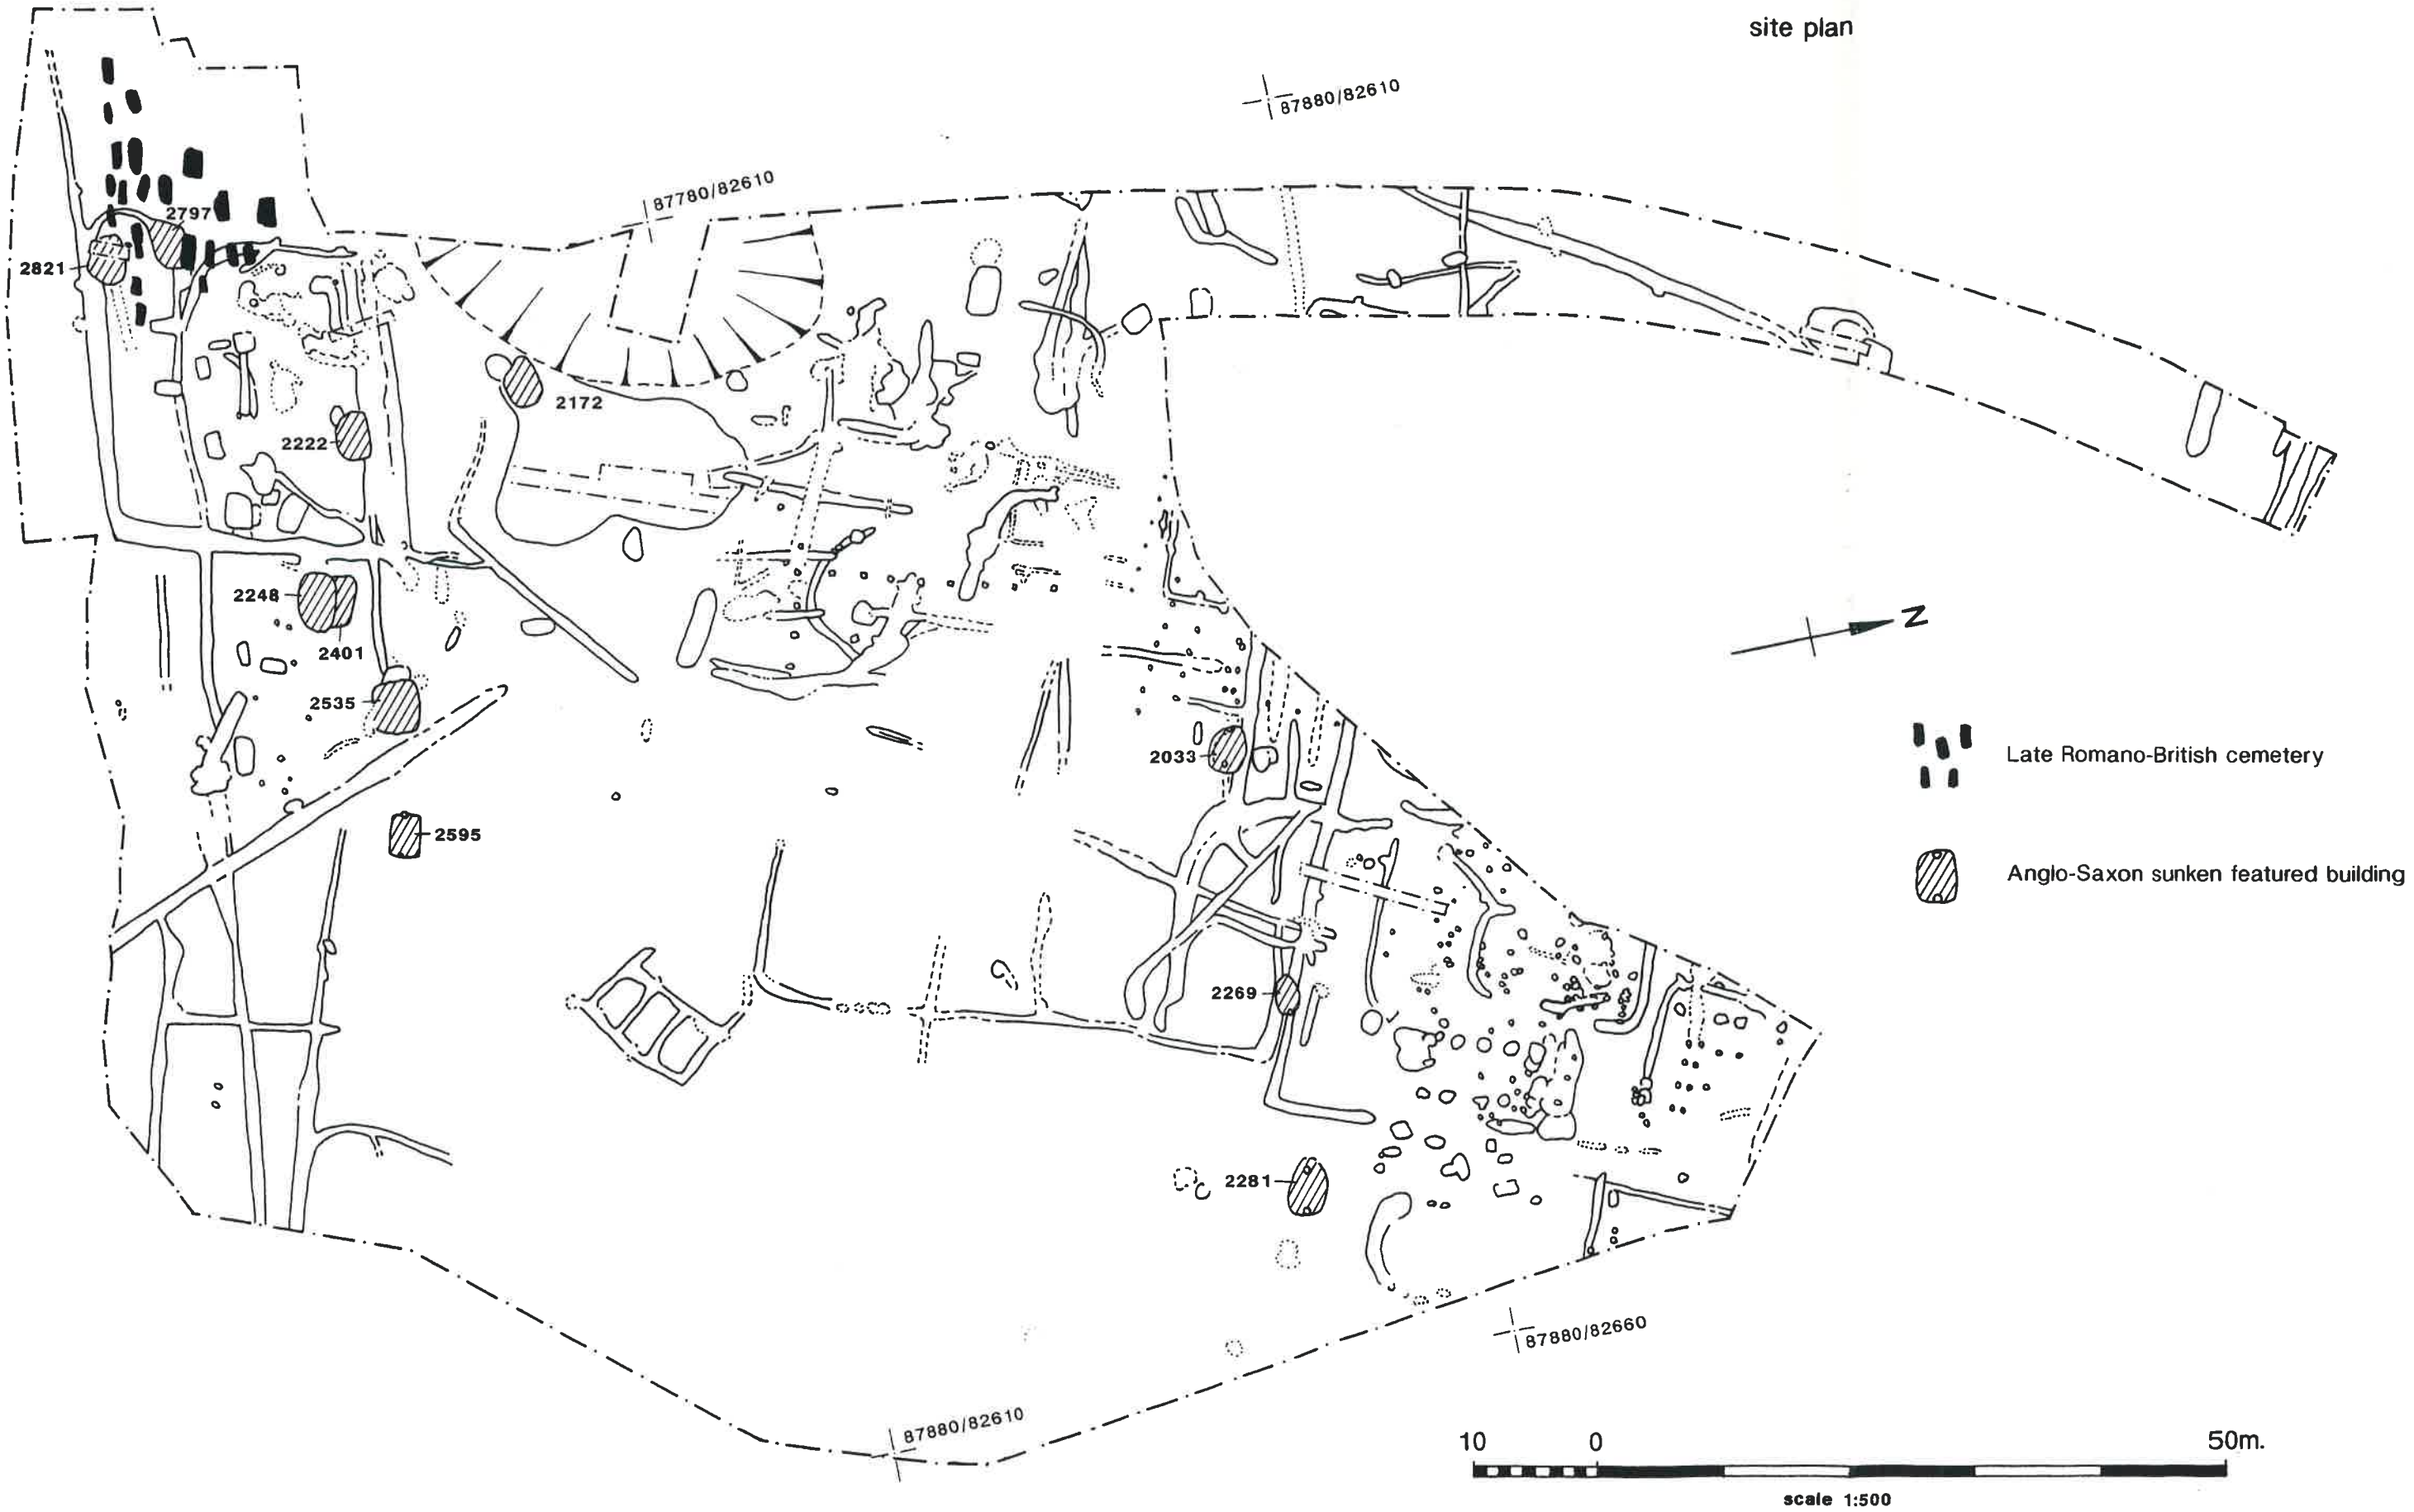 site plan
87880/82610
87780/82610
2797
2821
2172
2222
2248
2401
2535
N
2033
Late Romano-British cemetery
2595
Anglo-Saxon sunken featured building
2269
2281
87880/82660
87880/82610
10 0 50m.
scale 1:500